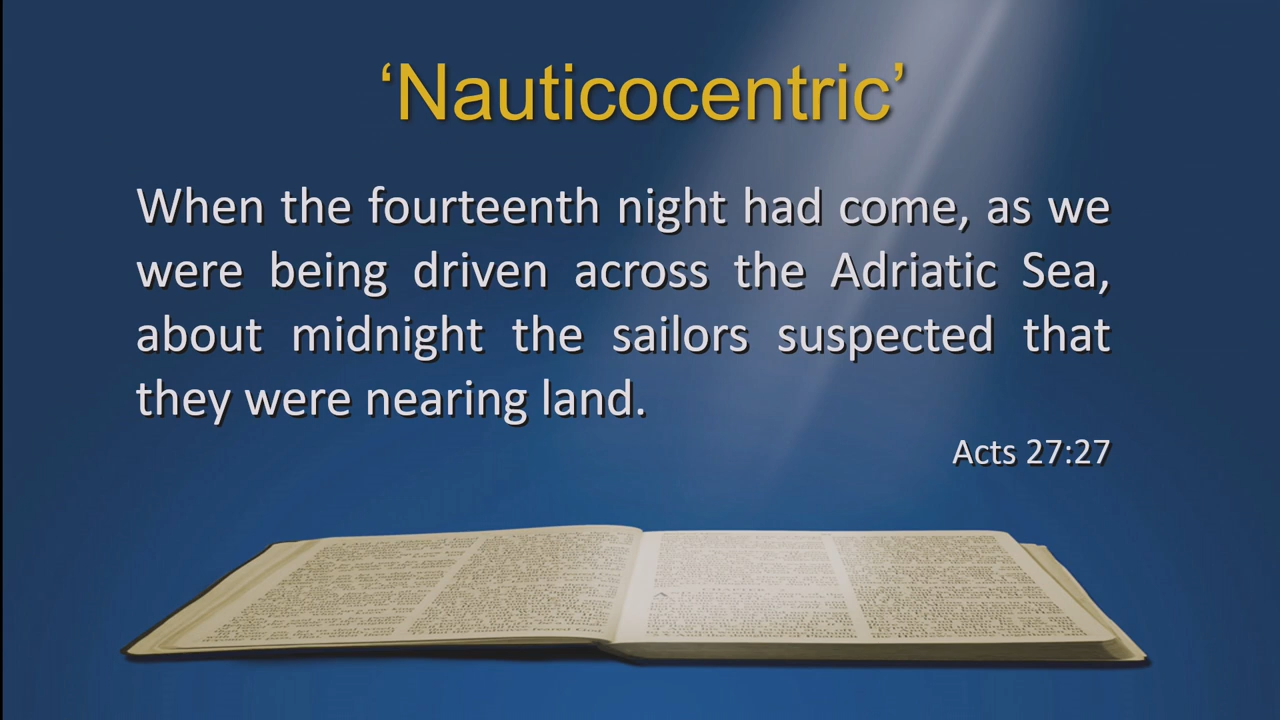 ‘Nauticocentric’
When the fourteenth night had come, as we
were being driven across the Adriatic Sea,
about midnight the sailors suspected that
they were nearing land.
Acts 27:27